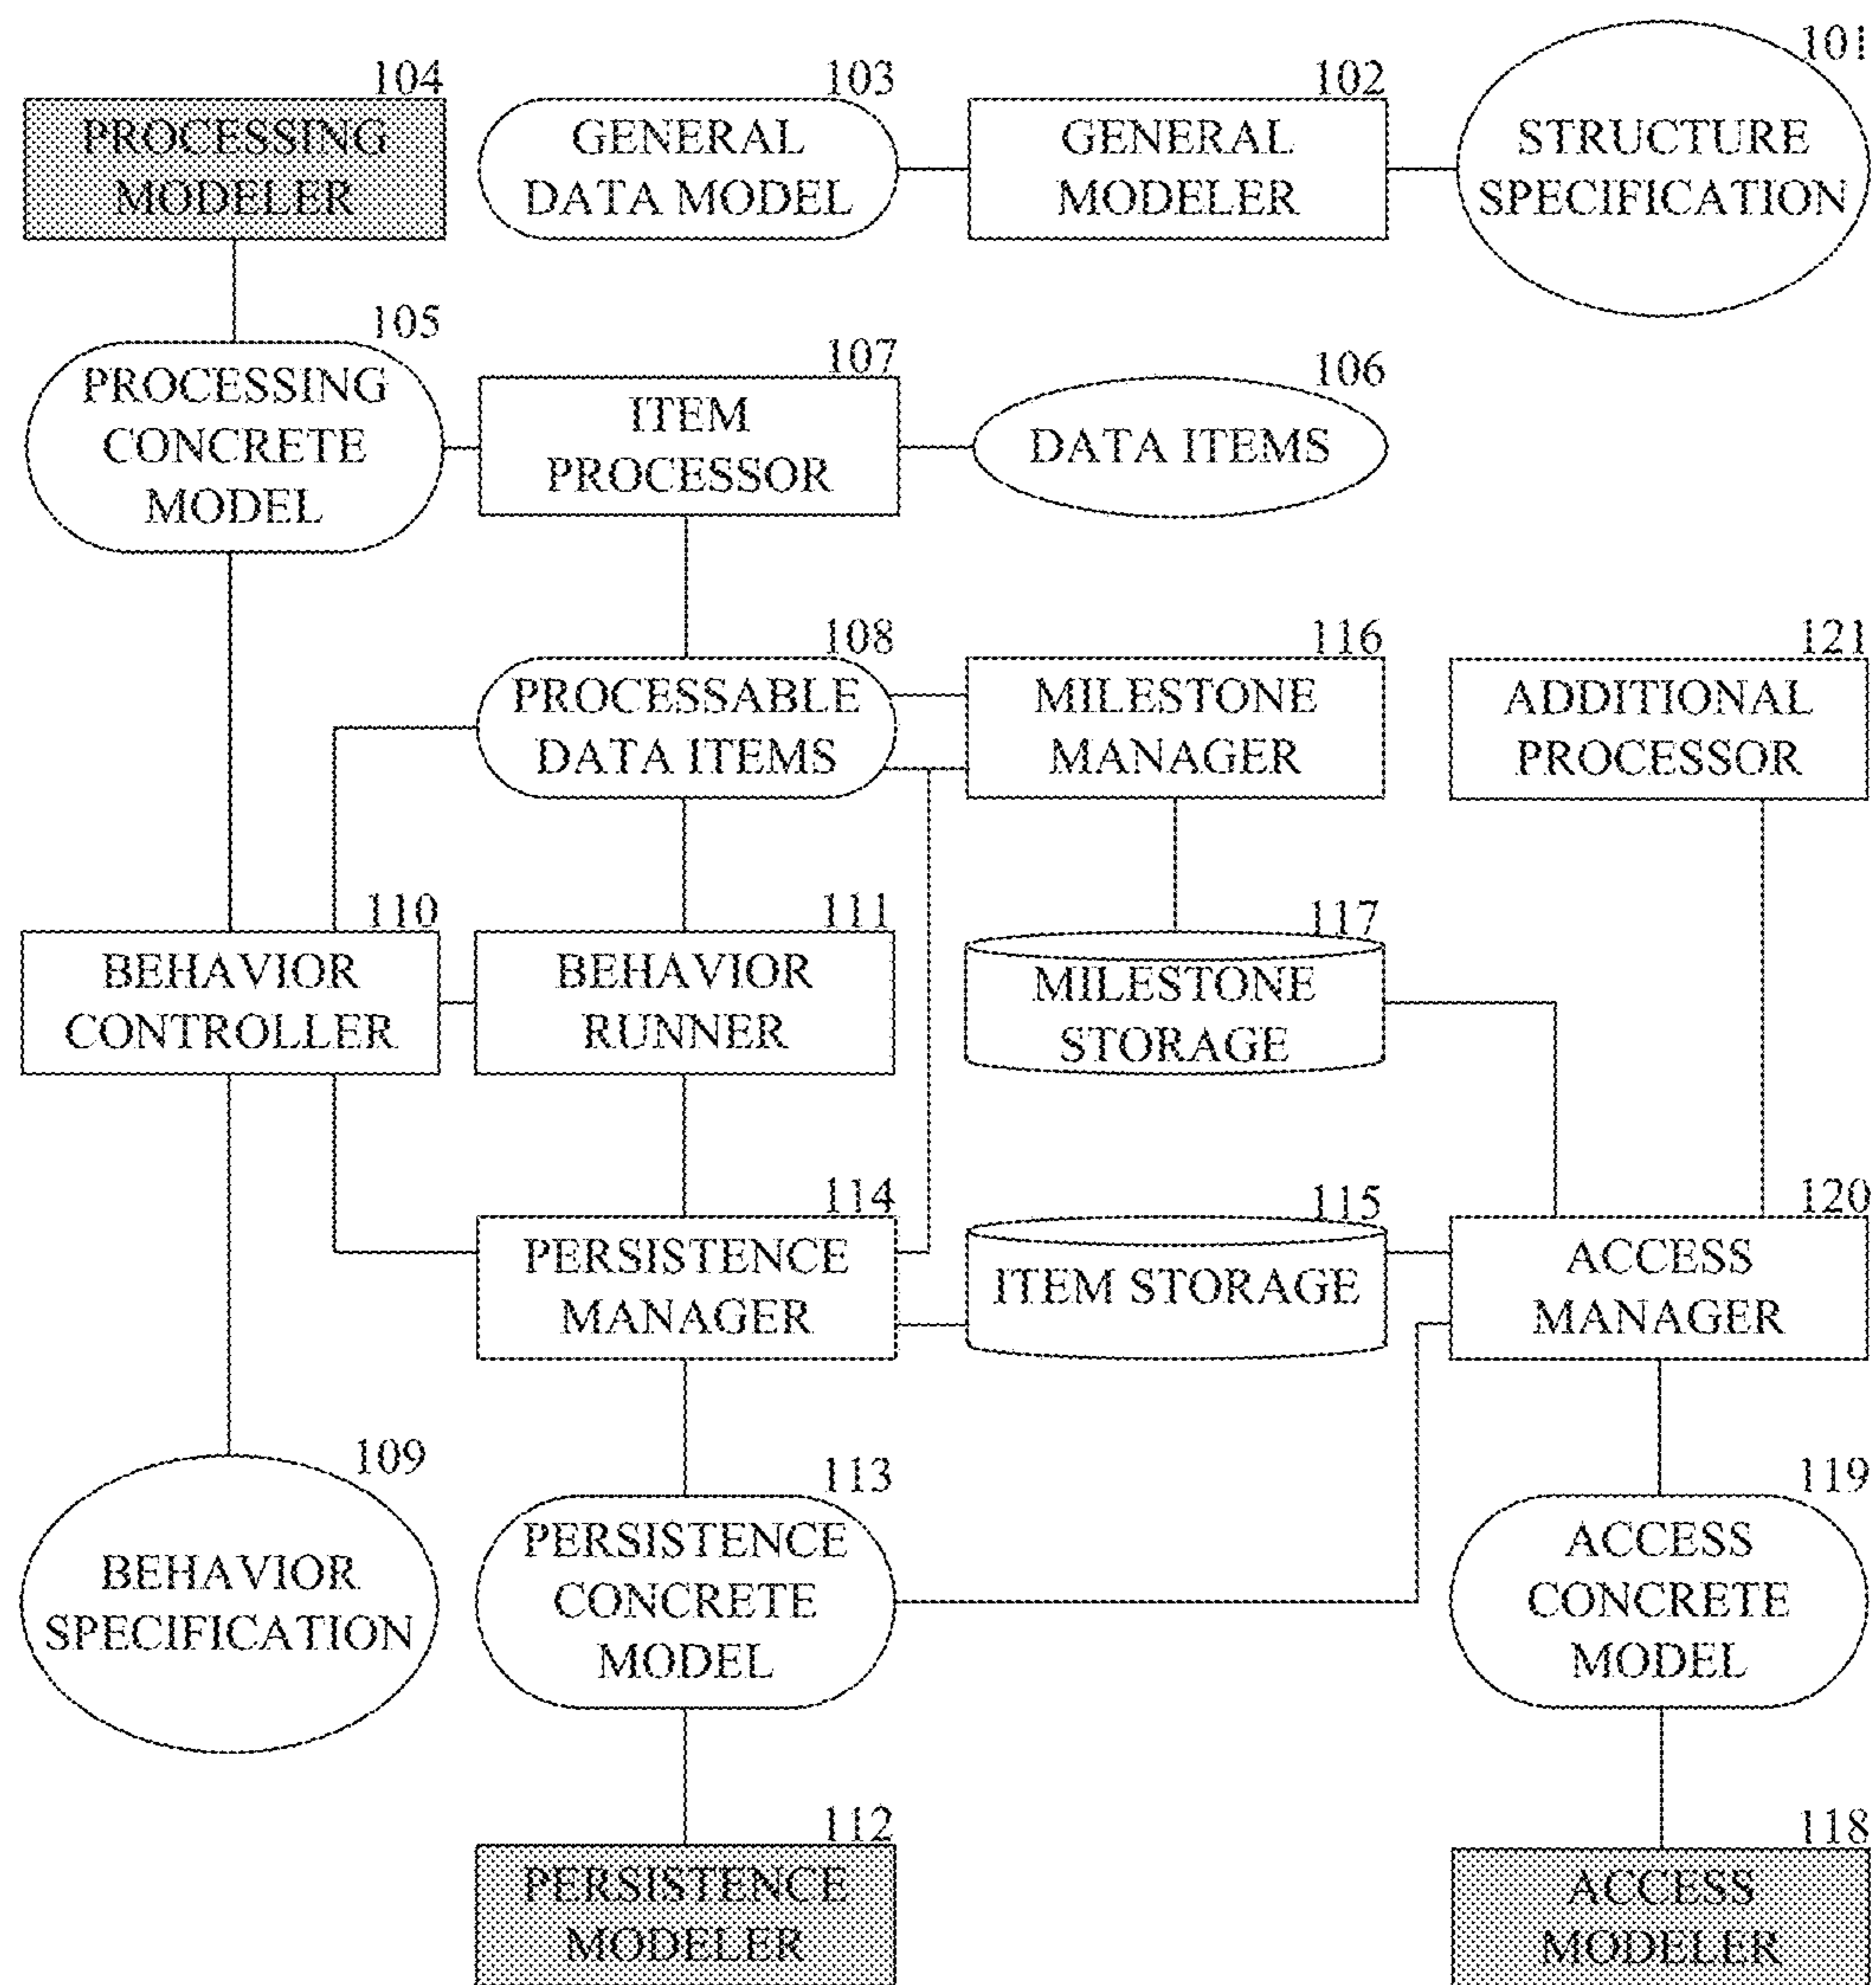 104
PROCESSING
MODELER
103
GENERAL
DATA MODEL
102
GENERAL
MODELER
101
STRUCTURE
SPECIFICATION
105
PROCESSING
CONCRETE
MODEL
107
ITEM
PROCESSOR
106
DATA ITEMS
108
PROCESSABLE
DATA ITEMS
116
MILESTONE
MANAGER
121
ADDITIONAL
PROCESSOR
110
BEHAVIOR
CONTROLLER
111
BEHAVIOR
RUNNER
117
MILESTONE
STORAGE
114
PERSISTENCE
MANAGER
115
ITEM STORAGE
120
ACCESS
MANAGER
109
BEHAVIOR
SPECIFICATION
113
PERSISTENCE
CONCRETE
MODEL
119
ACCESS
CONCRETE
MODEL
112
PERSISTENCE
MODELER
118
ACCESS
MODELER